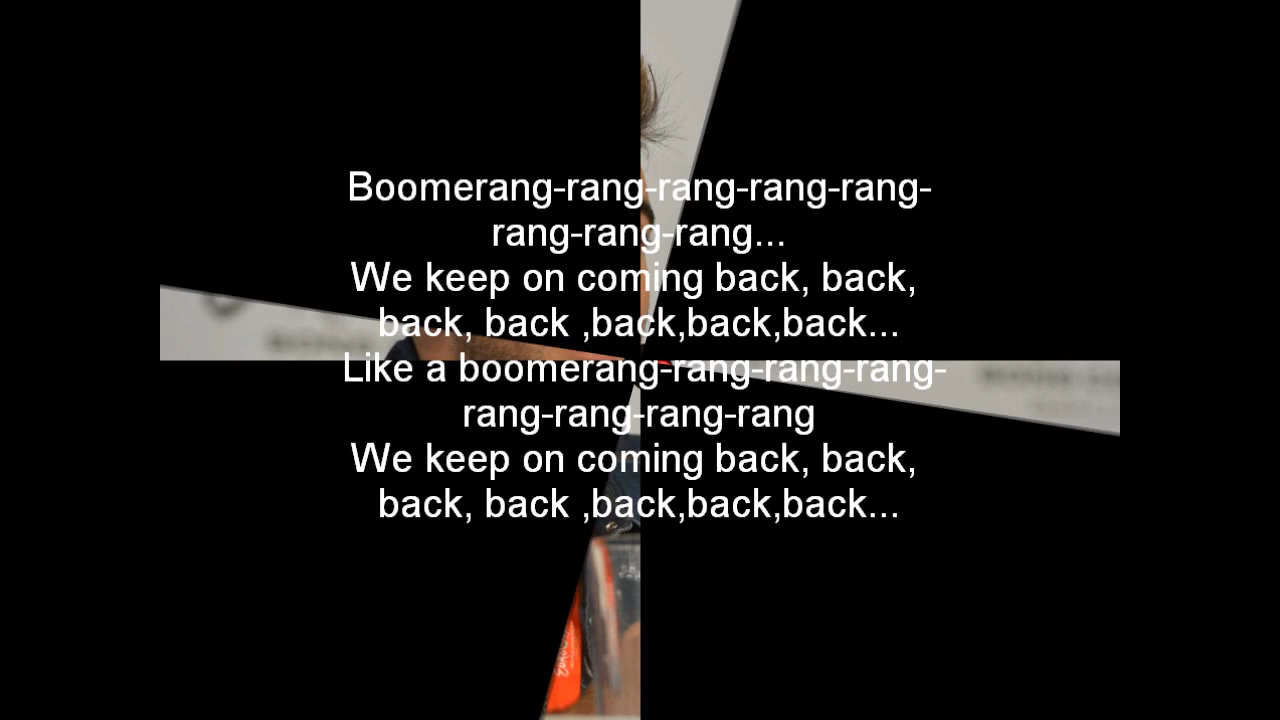 Boomerang-rang-rang-rang-rang-
rang-rang-rang...
We keep on coming back, back,
back, back ,back,back,back...
Like a boomerang-rang-rang-rang-
rang-rang-rang-rang
We keep on coming back, back,
back, back ,back,back,back...